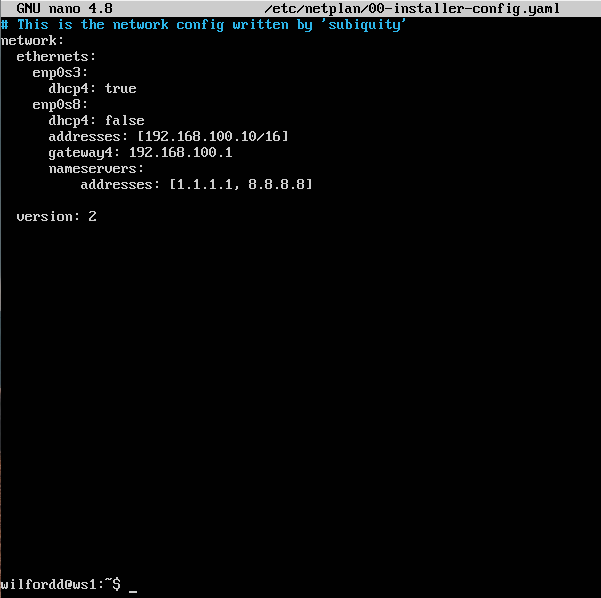 GNU nano 4.8 /etc/netplan/00-installer-config.yaml
# This is the network config written by 'subiquity'
network:
  ethernets:
    enp0s3:
      dhcp4: true
    enp0s8:
      dhcp4: false
      addresses: [192.168.100.10/16]
      gateway4: 192.168.100.1
      nameservers:
          addresses: [1.1.1.1, 8.8.8.8]
  version: 2
wilfordd@ws1:~$ _